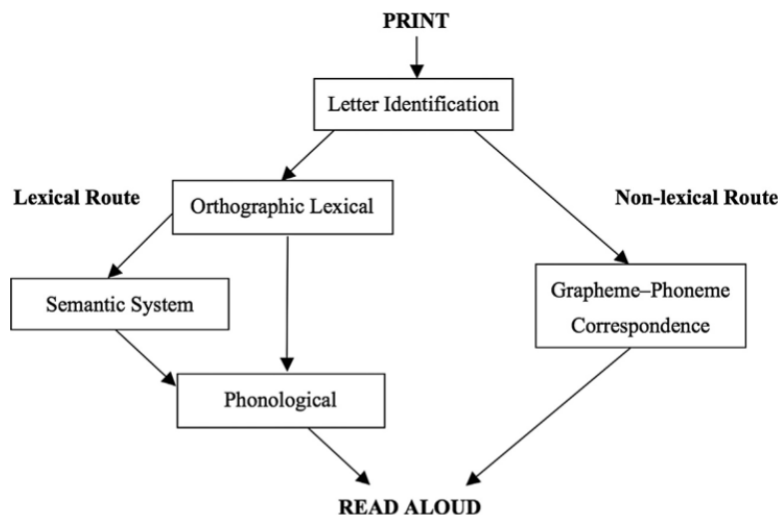 PRINT
Letter Identification
Lexical Route
Orthographic Lexical
Non-lexical Route
Semantic System
Grapheme–Phoneme
Correspondence
Phonological
READ ALOUD